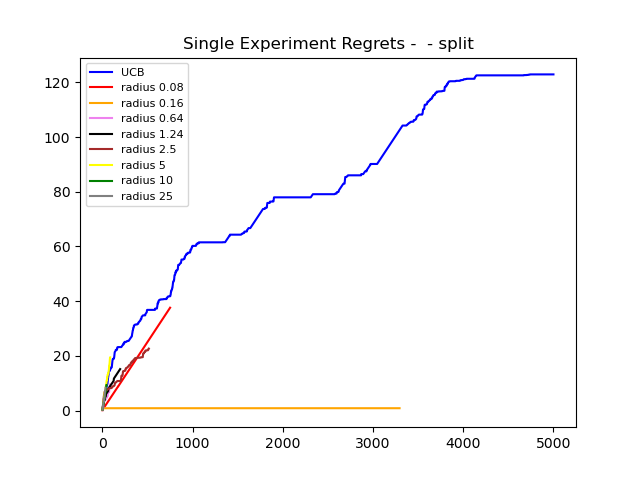 Single Experiment Regrets -  - split
UCB
radius 0.08
radius 0.16
radius 0.64
radius 1.24
radius 2.5
radius 5
radius 10
radius 25
120
100
80
60
40
20
0
0 1000 2000 3000 4000 5000